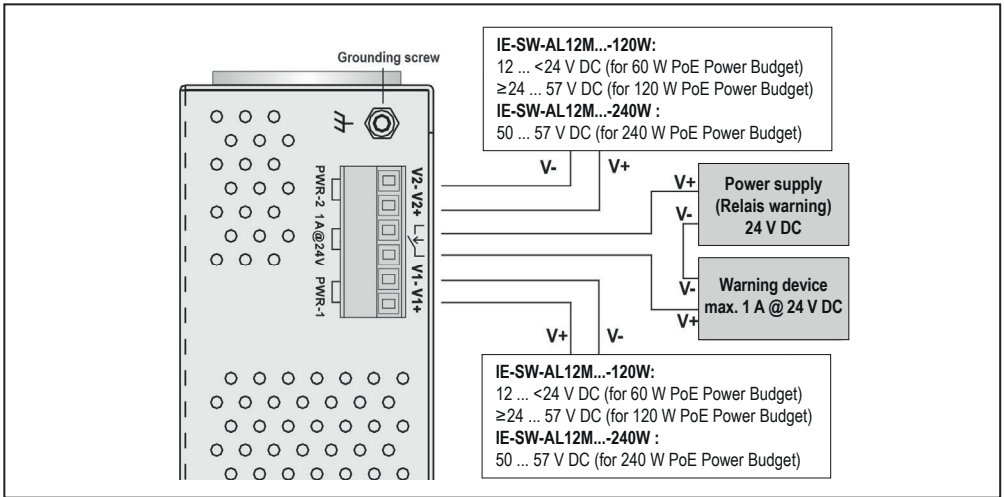 Grounding screw
IE-SW-AL12M...-120W:
12 ... <24 V DC (for 60 W PoE Power Budget)
≥24 ... 57 V DC (for 120 W PoE Power Budget)
IE-SW-AL12M...-240W :
50 ... 57 V DC (for 240 W PoE Power Budget)
V- V+
PWR-2 1A@24V PWR-1
V2- V2+ V1- V1+
V+
V-
Power supply
(Relais warning)
24 V DC
V-
V+
Warning device
max. 1 A @ 24 V DC
V+ V-
IE-SW-AL12M...-120W:
12 ... <24 V DC (for 60 W PoE Power Budget)
≥24 ... 57 V DC (for 120 W PoE Power Budget)
IE-SW-AL12M...-240W :
50 ... 57 V DC (for 240 W PoE Power Budget)